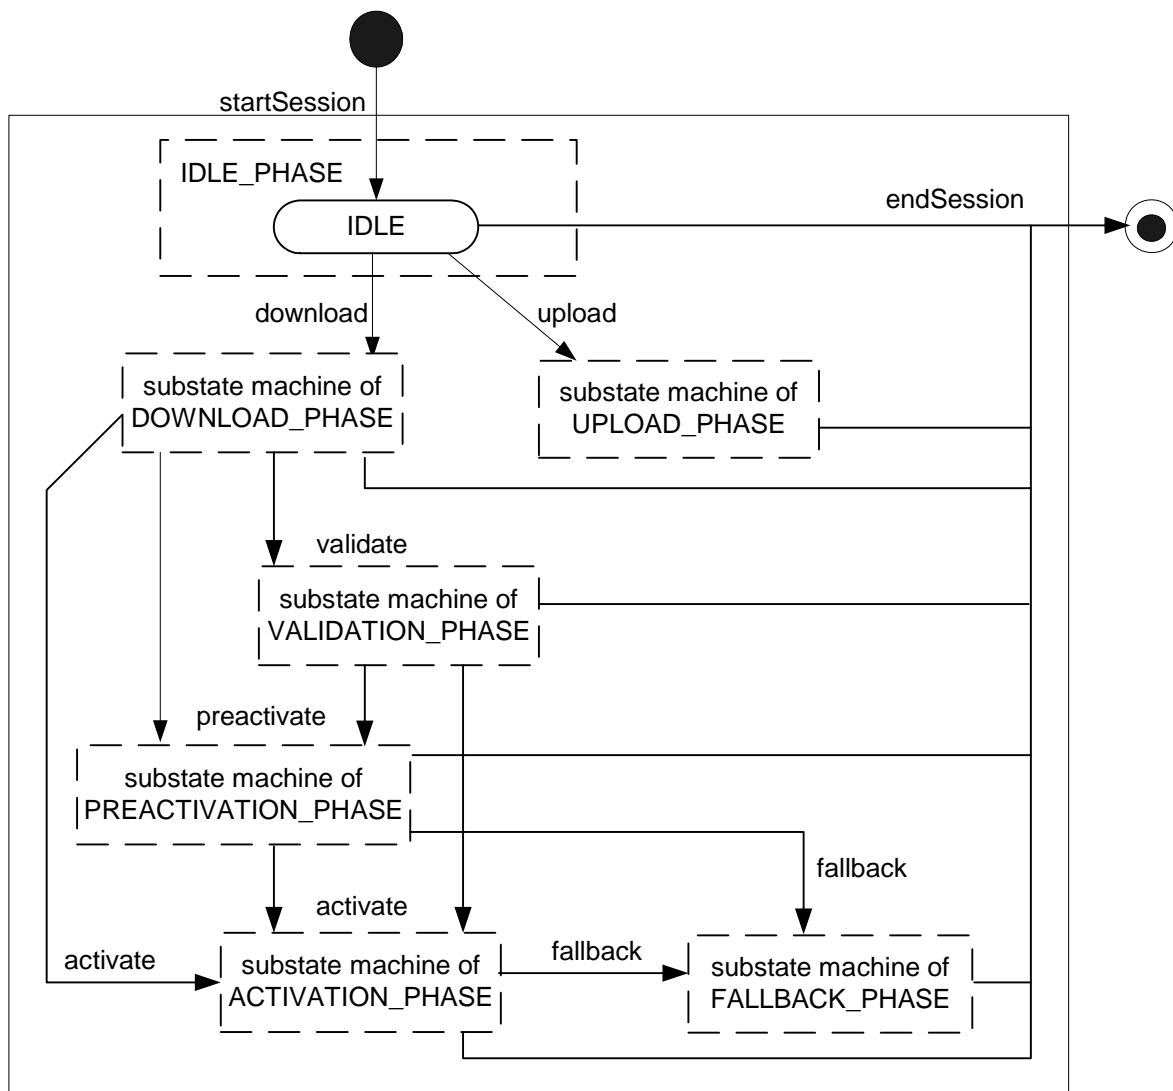 startSession
IDLE_PHASE
IDLE
endSession
download
upload
substate machine of
DOWNLOAD_PHASE
substate machine of
UPLOAD_PHASE
validate
substate machine of
VALIDATION_PHASE
preactivate
substate machine of
PREACTIVATION_PHASE
fallback
activate
activate
substate machine of
ACTIVATION_PHASE
fallback
substate machine of
FALLBACK_PHASE